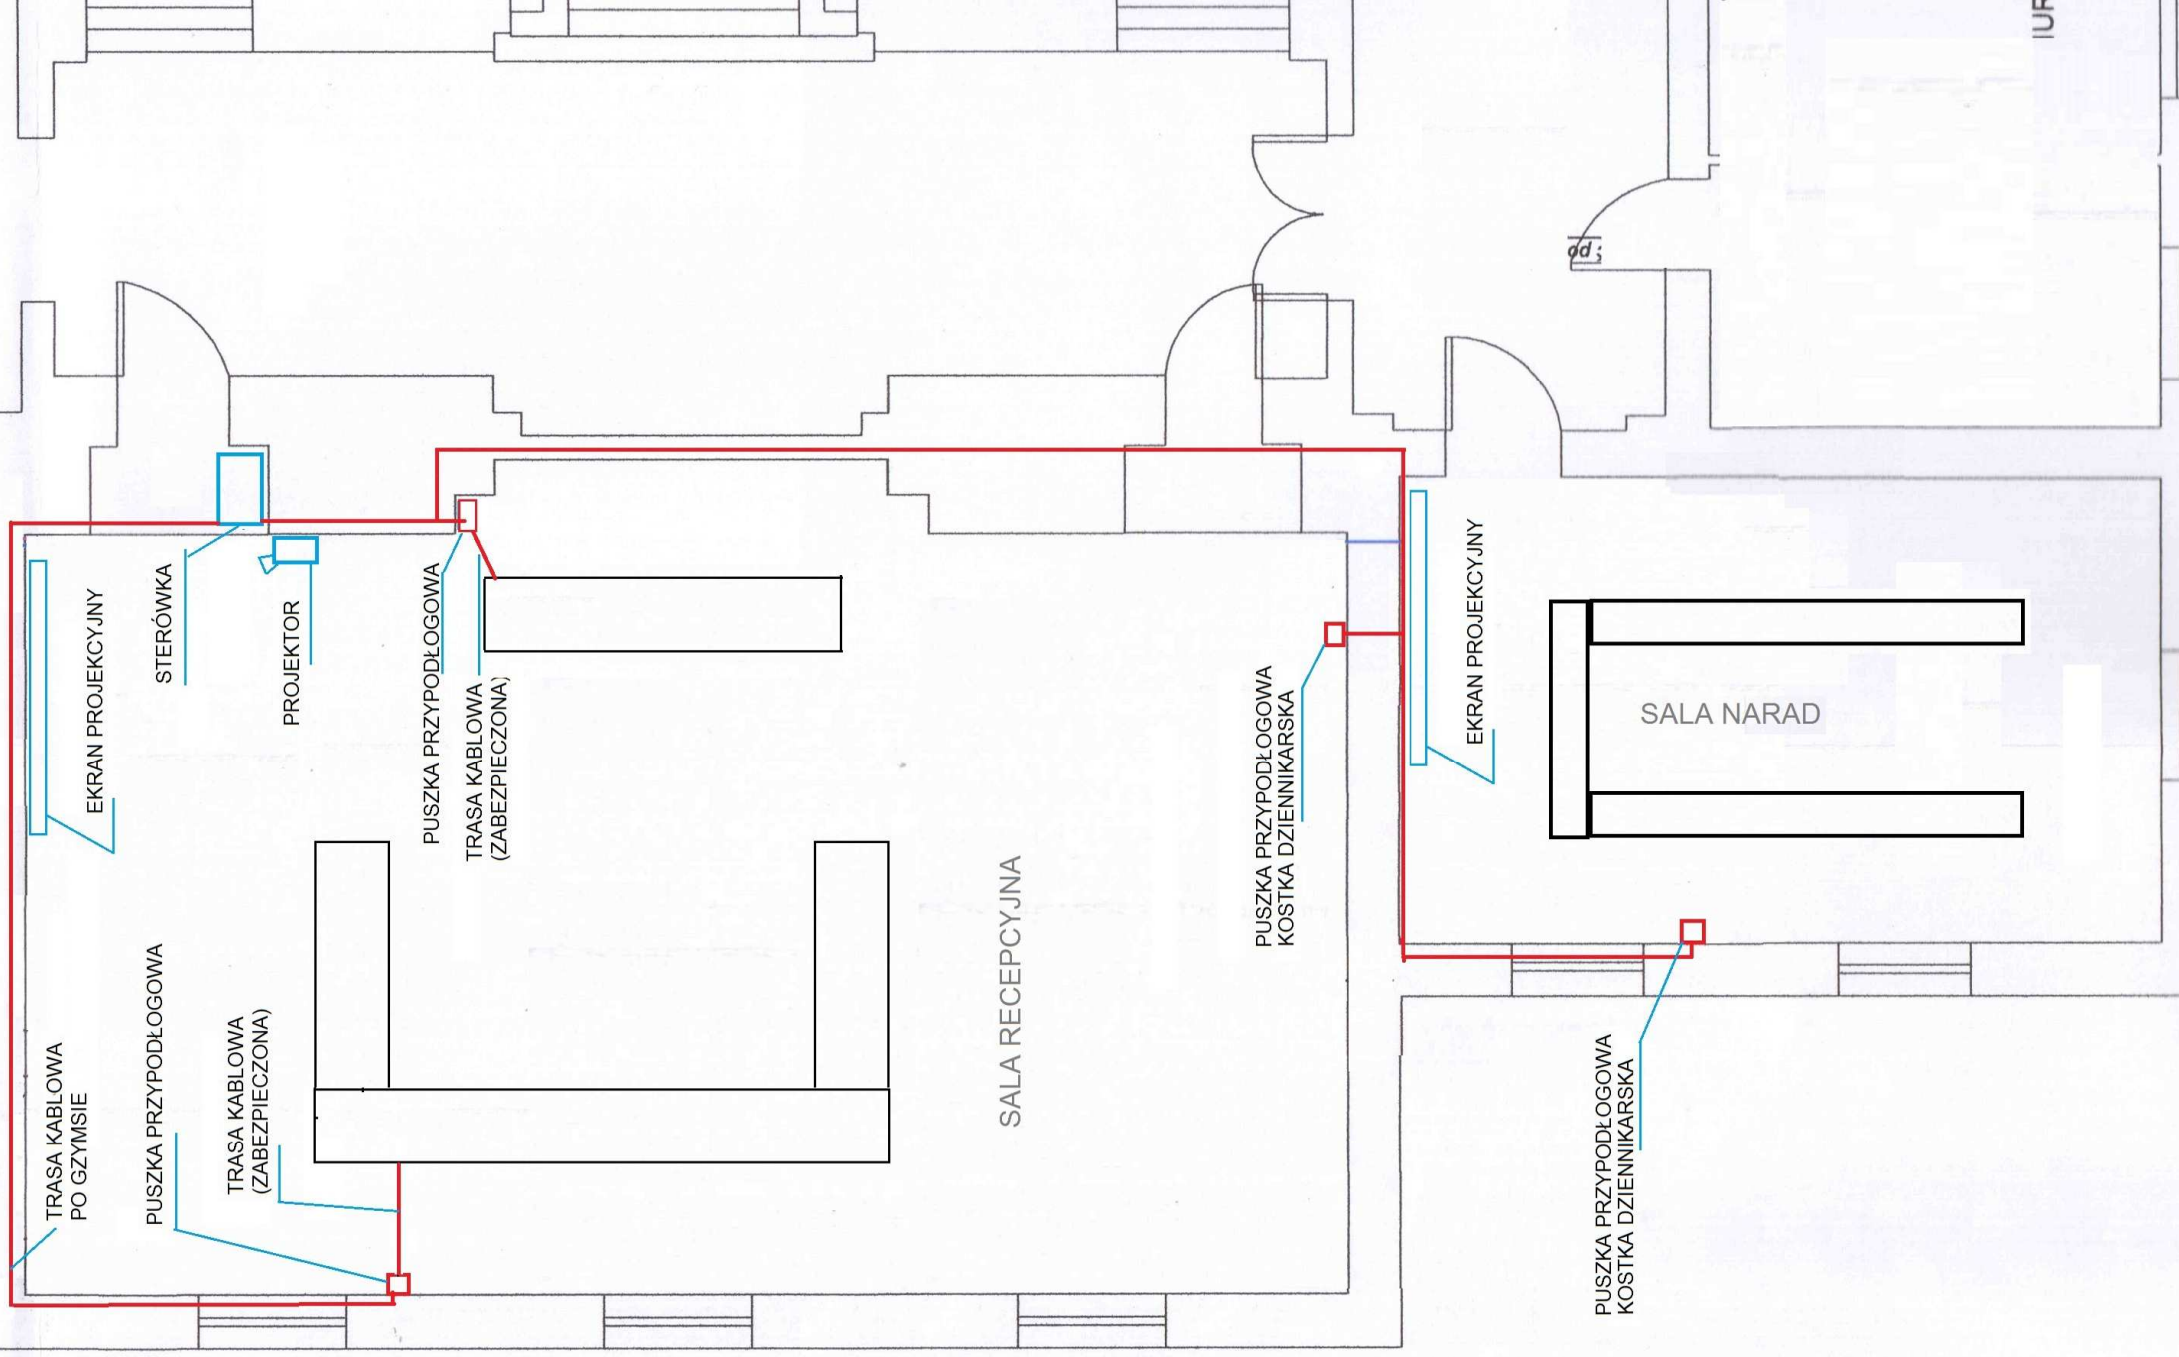 IUR
od ;
EKRAN PROJEKCYJNY
STERÓWKA
PROJEKTOR
PUSZKA PRZYPODŁOGOWA
TRASA KABLOWA
(ZABEZPIECZONA)
PUSZKA PRZYPODŁOGOWA
KOSTKA DZIENNIKARSKA
EKRAN PROJEKCYJNY
SALA NARAD
SALA RECEPCYJNA
TRASA KABLOWA
PO GZYMSIE
PUSZKA PRZYPODŁOGOWA
TRASA KABLOWA
(ZABEZPIECZONA)
PUSZKA PRZYPODŁOGOWA
KOSTKA DZIENNIKARSKA